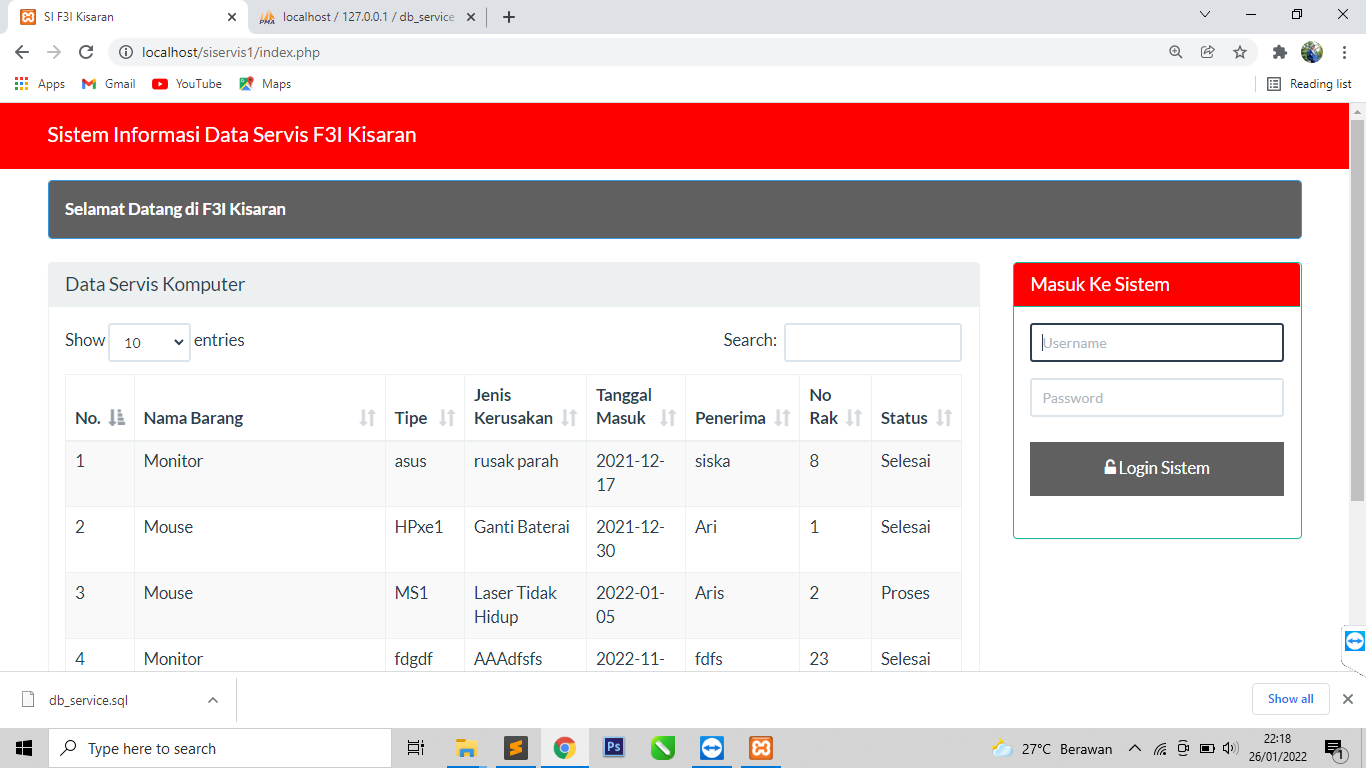 SI F3I Kisaran
localhost / 127.0.0.1 / db_service
localhost/siservis1/index.php
Apps
Gmail
YouTube
Maps
Reading list
Sistem Informasi Data Servis F3I Kisaran
Selamat Datang di F3I Kisaran
Data Servis Komputer
Show 10 entries
Search:
No. Nama Barang Tipe Jenis Kerusakan Tanggal Masuk Penerima No Rak Status
1 Monitor asus rusak parah 2021-12-17 siska 8 Selesai
2 Mouse HPxe1 Ganti Baterai 2021-12-30 Ari 1 Selesai
3 Mouse MS1 Laser Tidak Hidup 2022-01-05 Aris 2 Proses
4 Monitor fdgdf AAAdfsfs 2022-11- fdfs 23 Selesai
Masuk Ke Sistem
Username
Password
Login Sistem
db_service.sql
Show all
Type here to search
Ps
27°C Berawan
22:18
26/01/2022
1